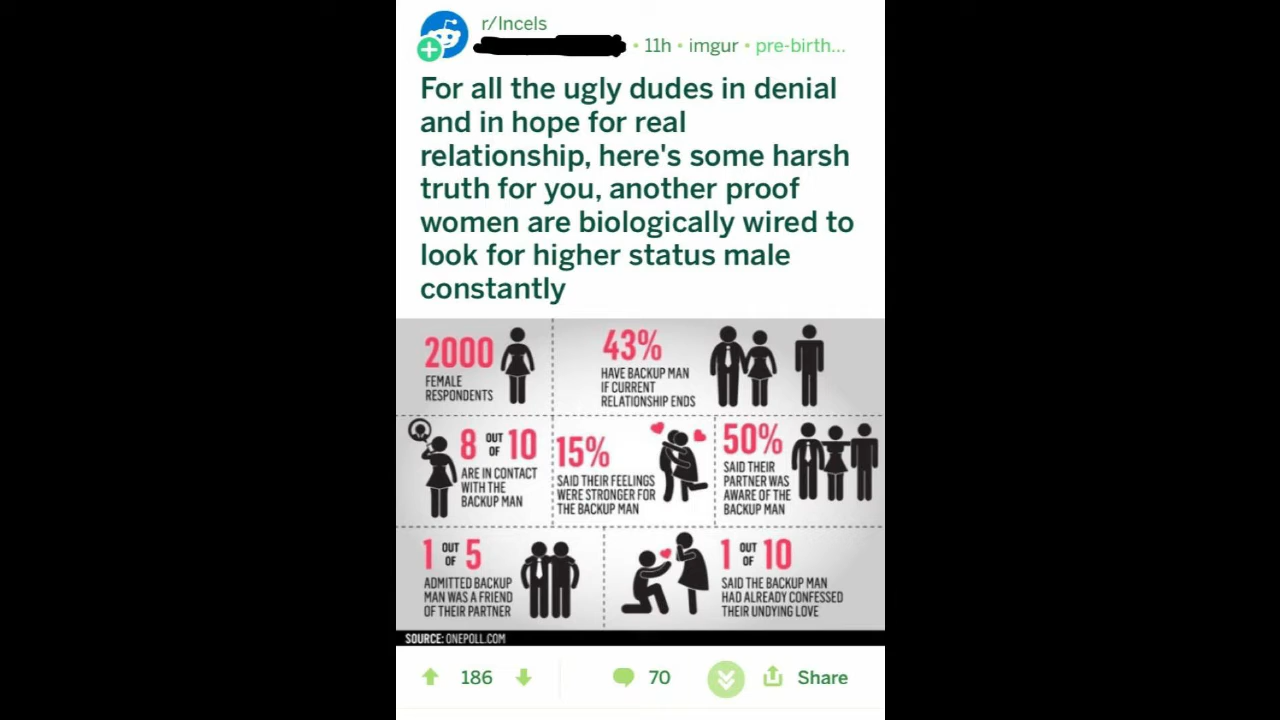 r/Incels
• 11h • imgur • pre-birth...
For all the ugly dudes in denial
and in hope for real
relationship, here's some harsh
truth for you, another proof
women are biologically wired to
look for higher status male
constantly
2000
FEMALE
RESPONDENTS
43%
HAVE BACKUP MAN
IF CURRENT
RELATIONSHIP ENDS
8 OUT OF 10
ARE IN CONTACT
WITH THE
BACKUP MAN
15%
SAID THEIR FEELINGS
WERE STRONGER FOR
THE BACKUP MAN
50%
SAID THEIR
PARTNER WAS
AWARE OF THE
BACKUP MAN
1 OUT OF 5
ADMITTED BACKUP
MAN WAS A FRIEND
OF THEIR PARTNER
1 OUT OF 10
SAID THE BACKUP MAN
HAD ALREADY CONFESSED
THEIR UNDYING LOVE
SOURCE: ONEPOLL.COM
186
70
Share